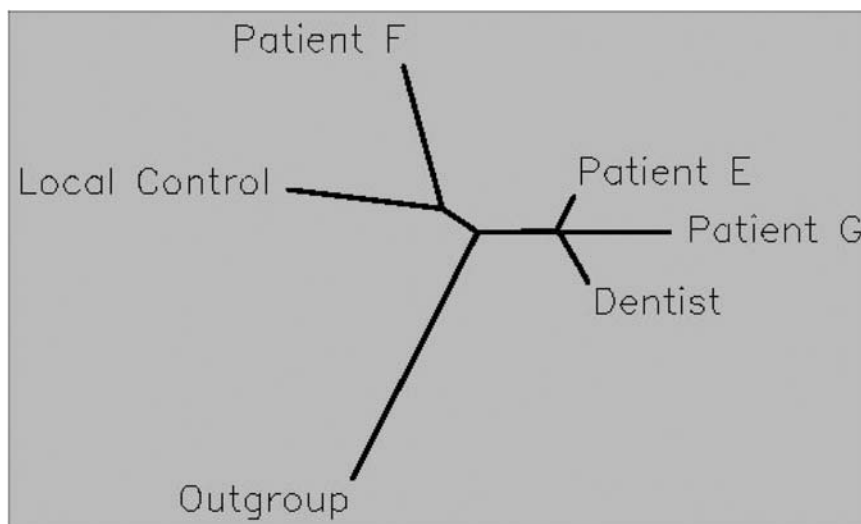 Patient F
Patient E
Local Control
Patient G
Dentist
Outgroup